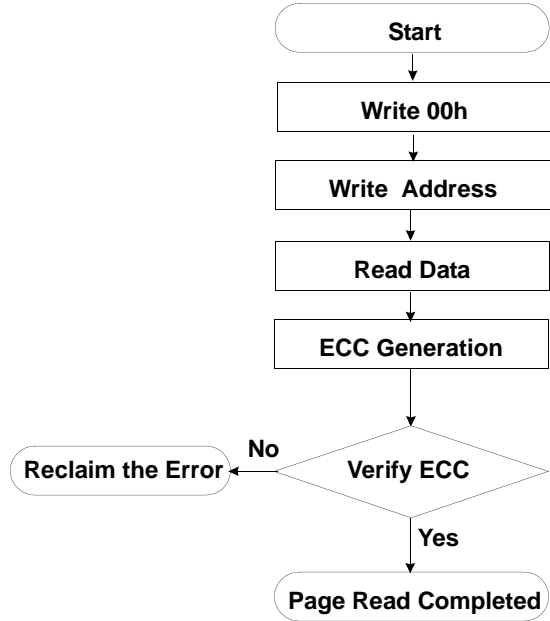 Start
Write 00h
Write Address
Read Data
ECC Generation
Verify ECC
No
Reclaim the Error
Yes
Page Read Completed